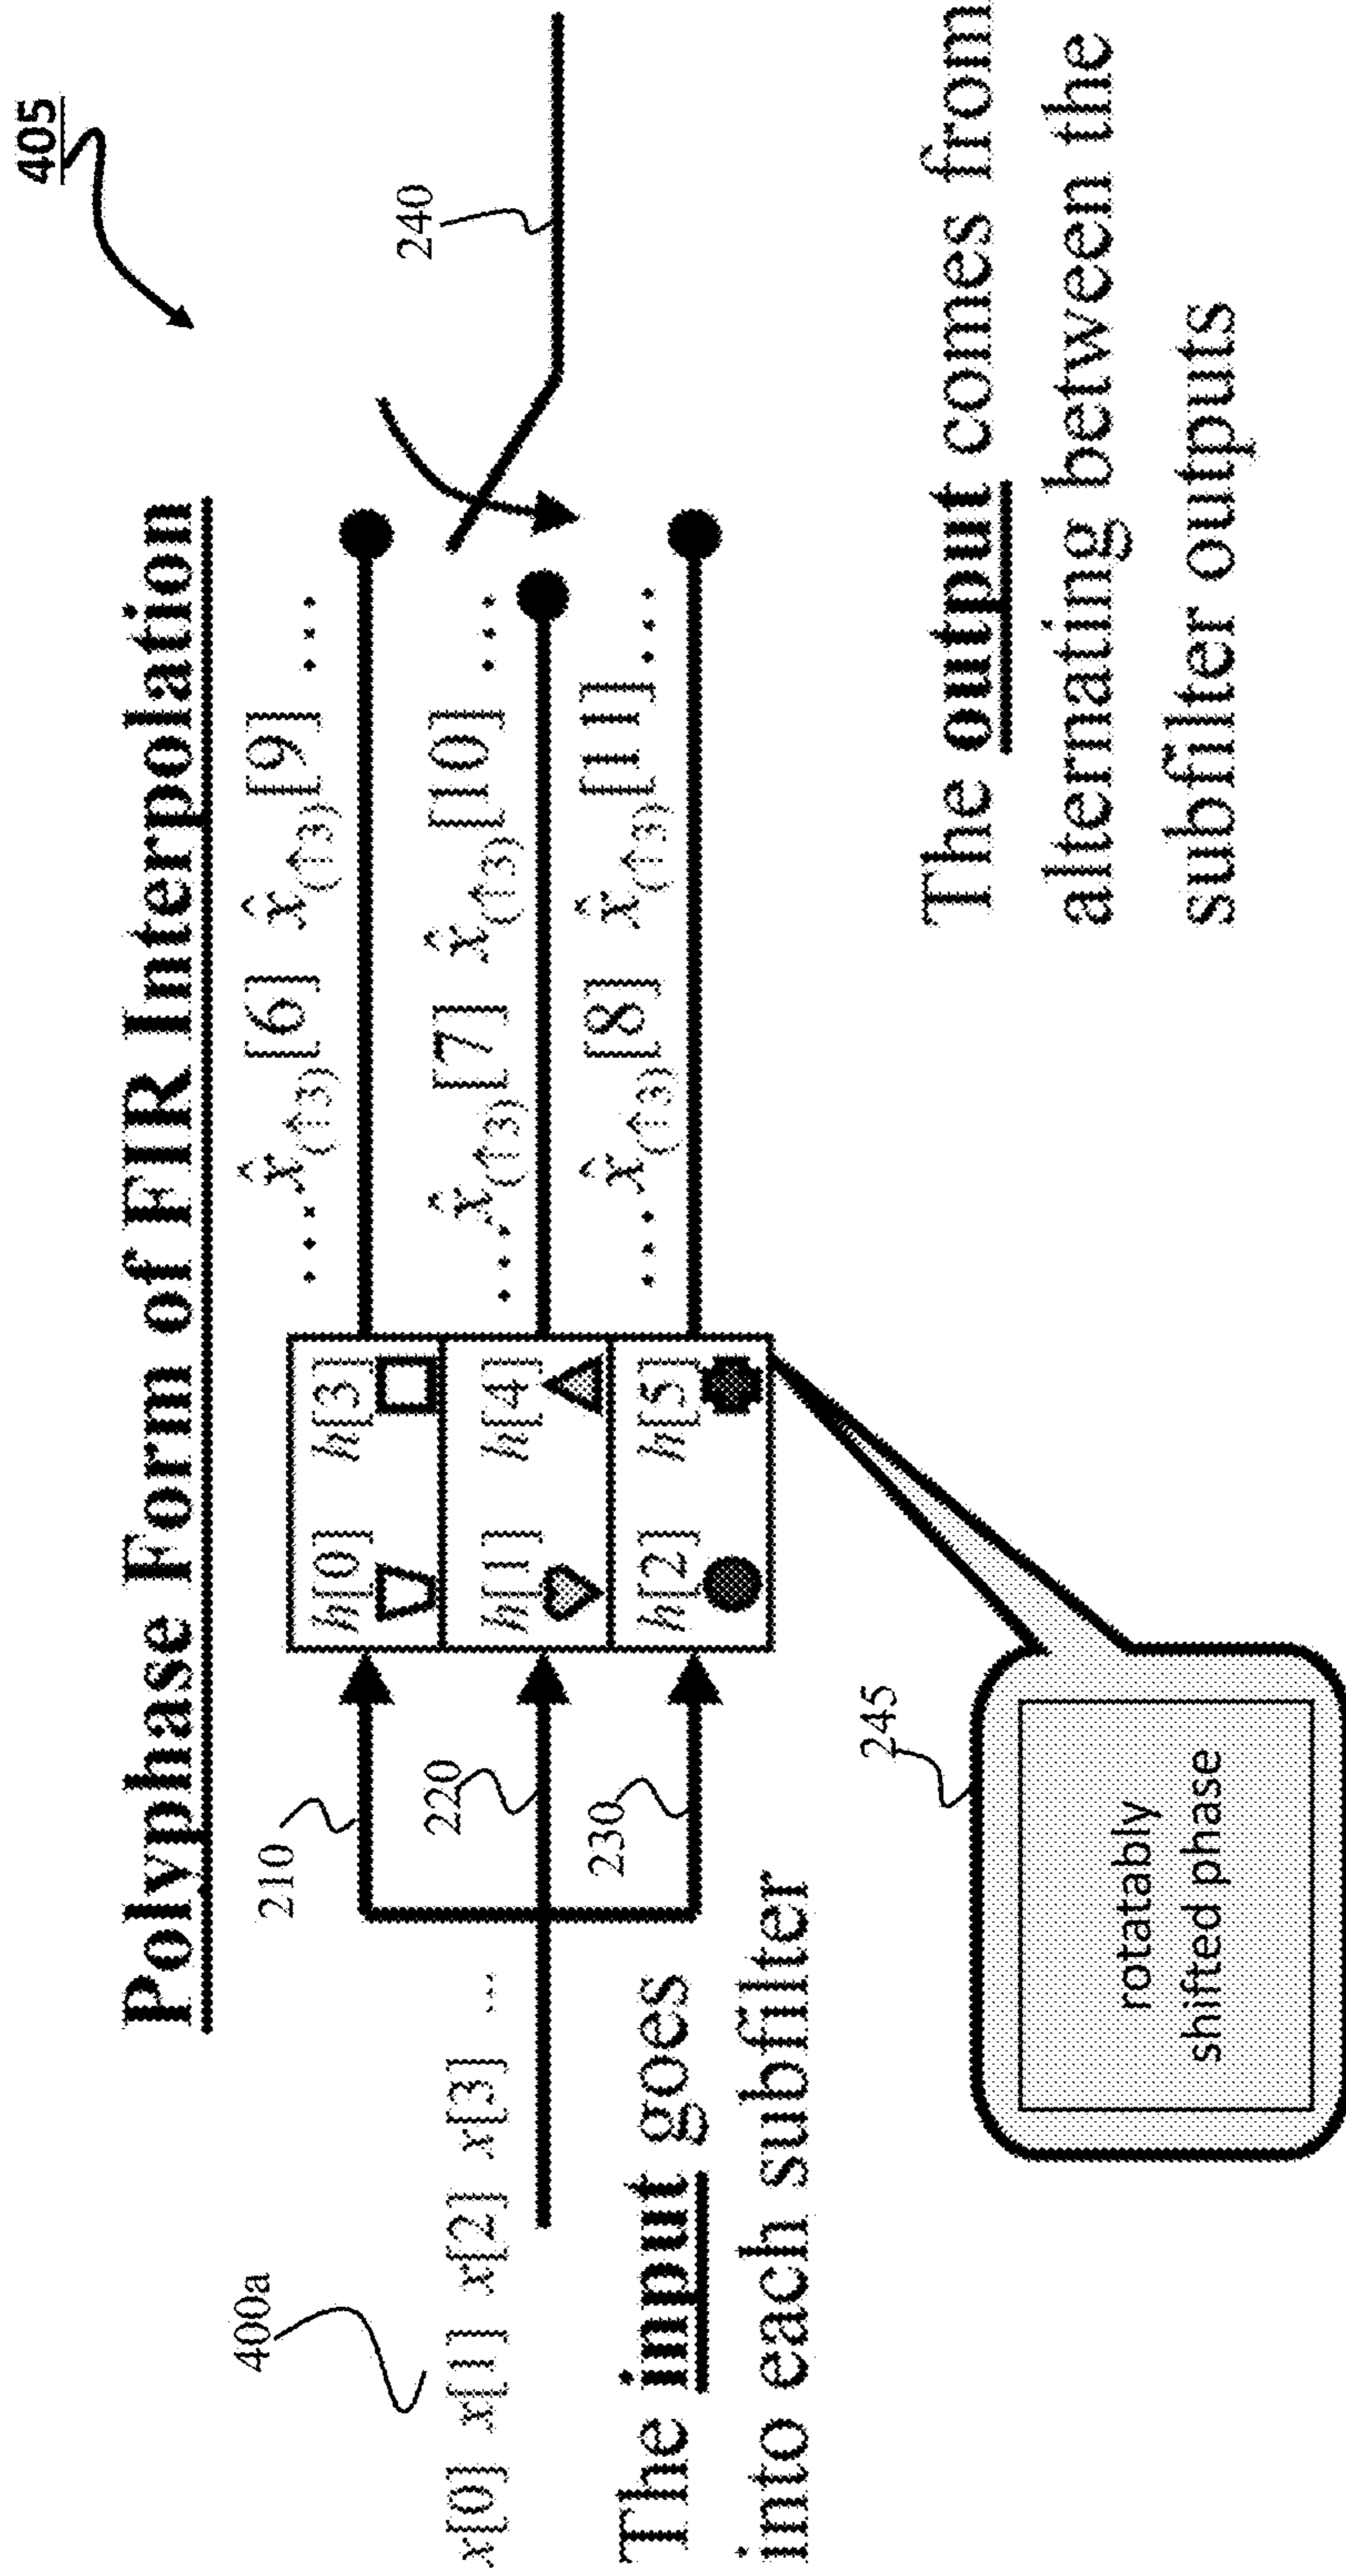 405
Polyphase Form of FIR Interpolation
400a
x[0] x[1] x[2] x[3] ...
The input goes
into each subfilter
210
220
230
h[0] h[3]
h[1] h[4]
h[2] h[5]
... x̂(↑3)[6] x̂(↑3)[9] ...
... x̂(↑3)[7] x̂(↑3)[10] ...
... x̂(↑3)[8] x̂(↑3)[11] ...
240
245
rotatably
shifted phase
The output comes from
alternating between the
subfilter outputs